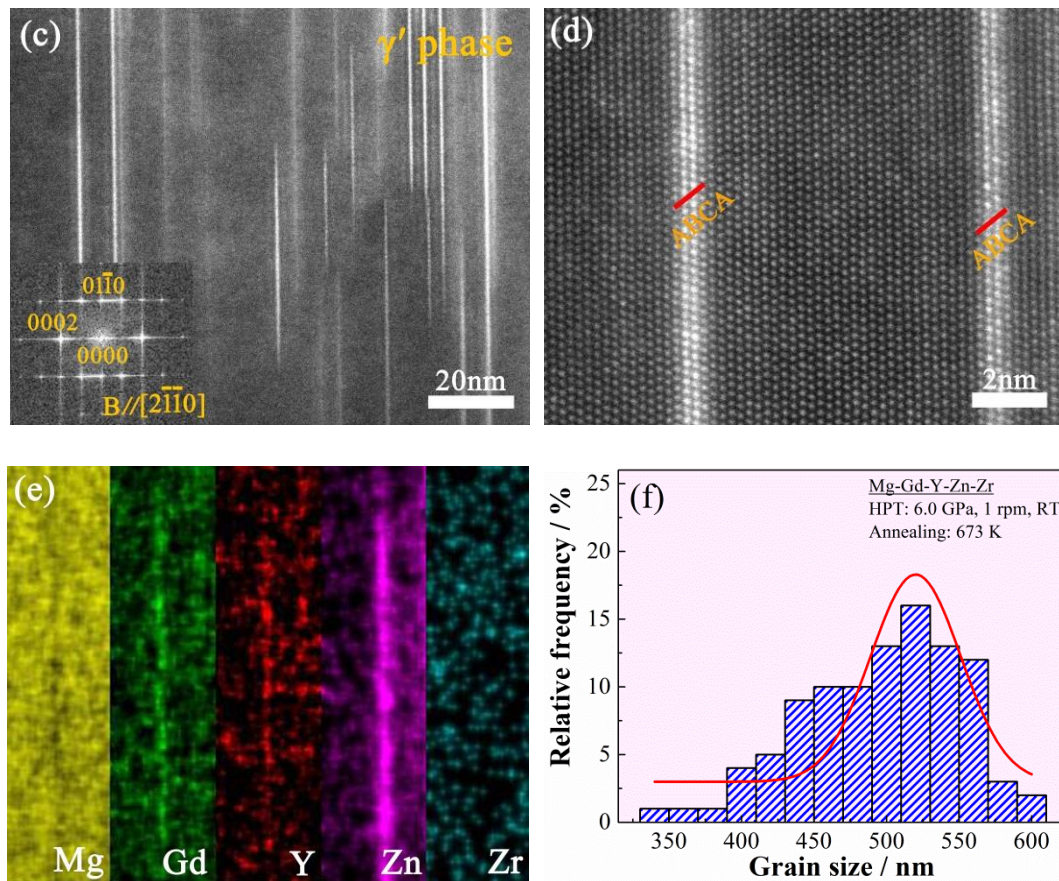 (c)
γ′ phase
011̅0
0002
0000
B//[21̅1̅0]
20nm
(d)
ABCA
ABCA
2nm
(e)
Mg
Gd
Y
Zn
Zr
(f)
Mg-Gd-Y-Zn-Zr
HPT: 6.0 GPa, 1 rpm, RT
Annealing: 673 K
Relative frequency / %
25
20
15
10
5
0
350 400 450 500 550 600
Grain size / nm